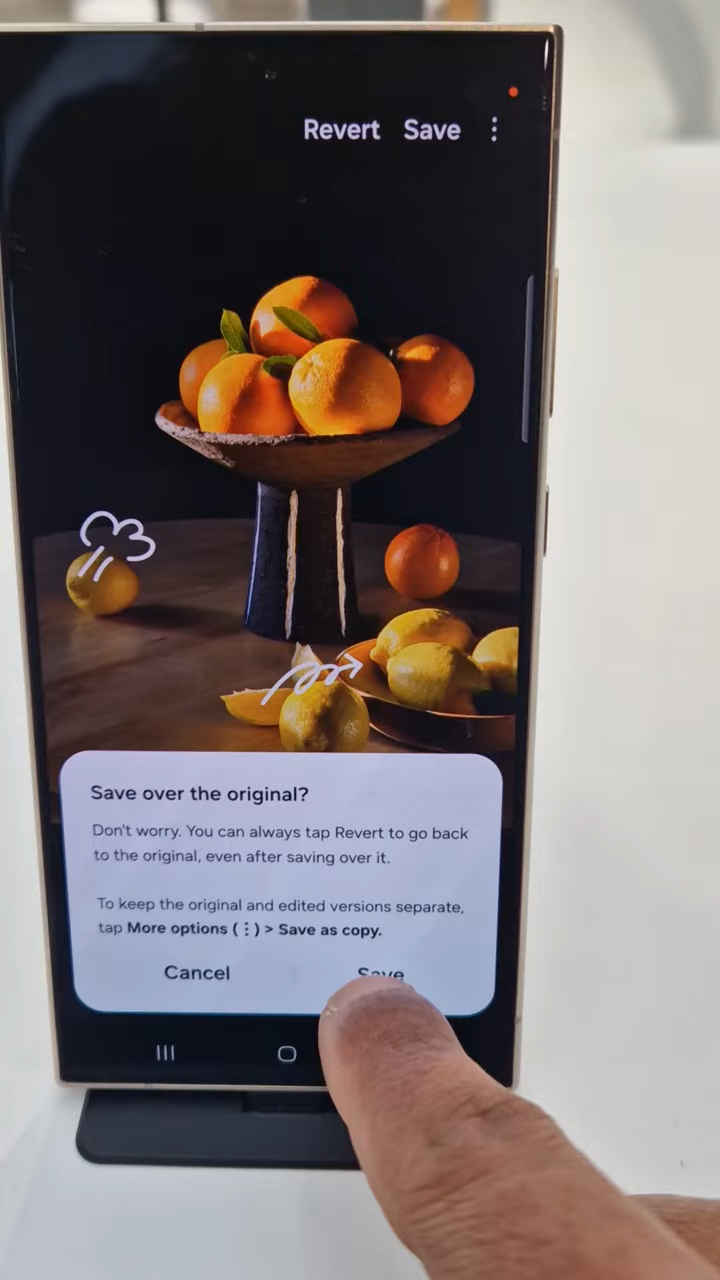 Revert Save
Save over the original?
Don't worry. You can always tap Revert to go back
to the original, even after saving over it.
To keep the original and edited versions separate,
tap More options (⋮) > Save as copy.
Cancel Save